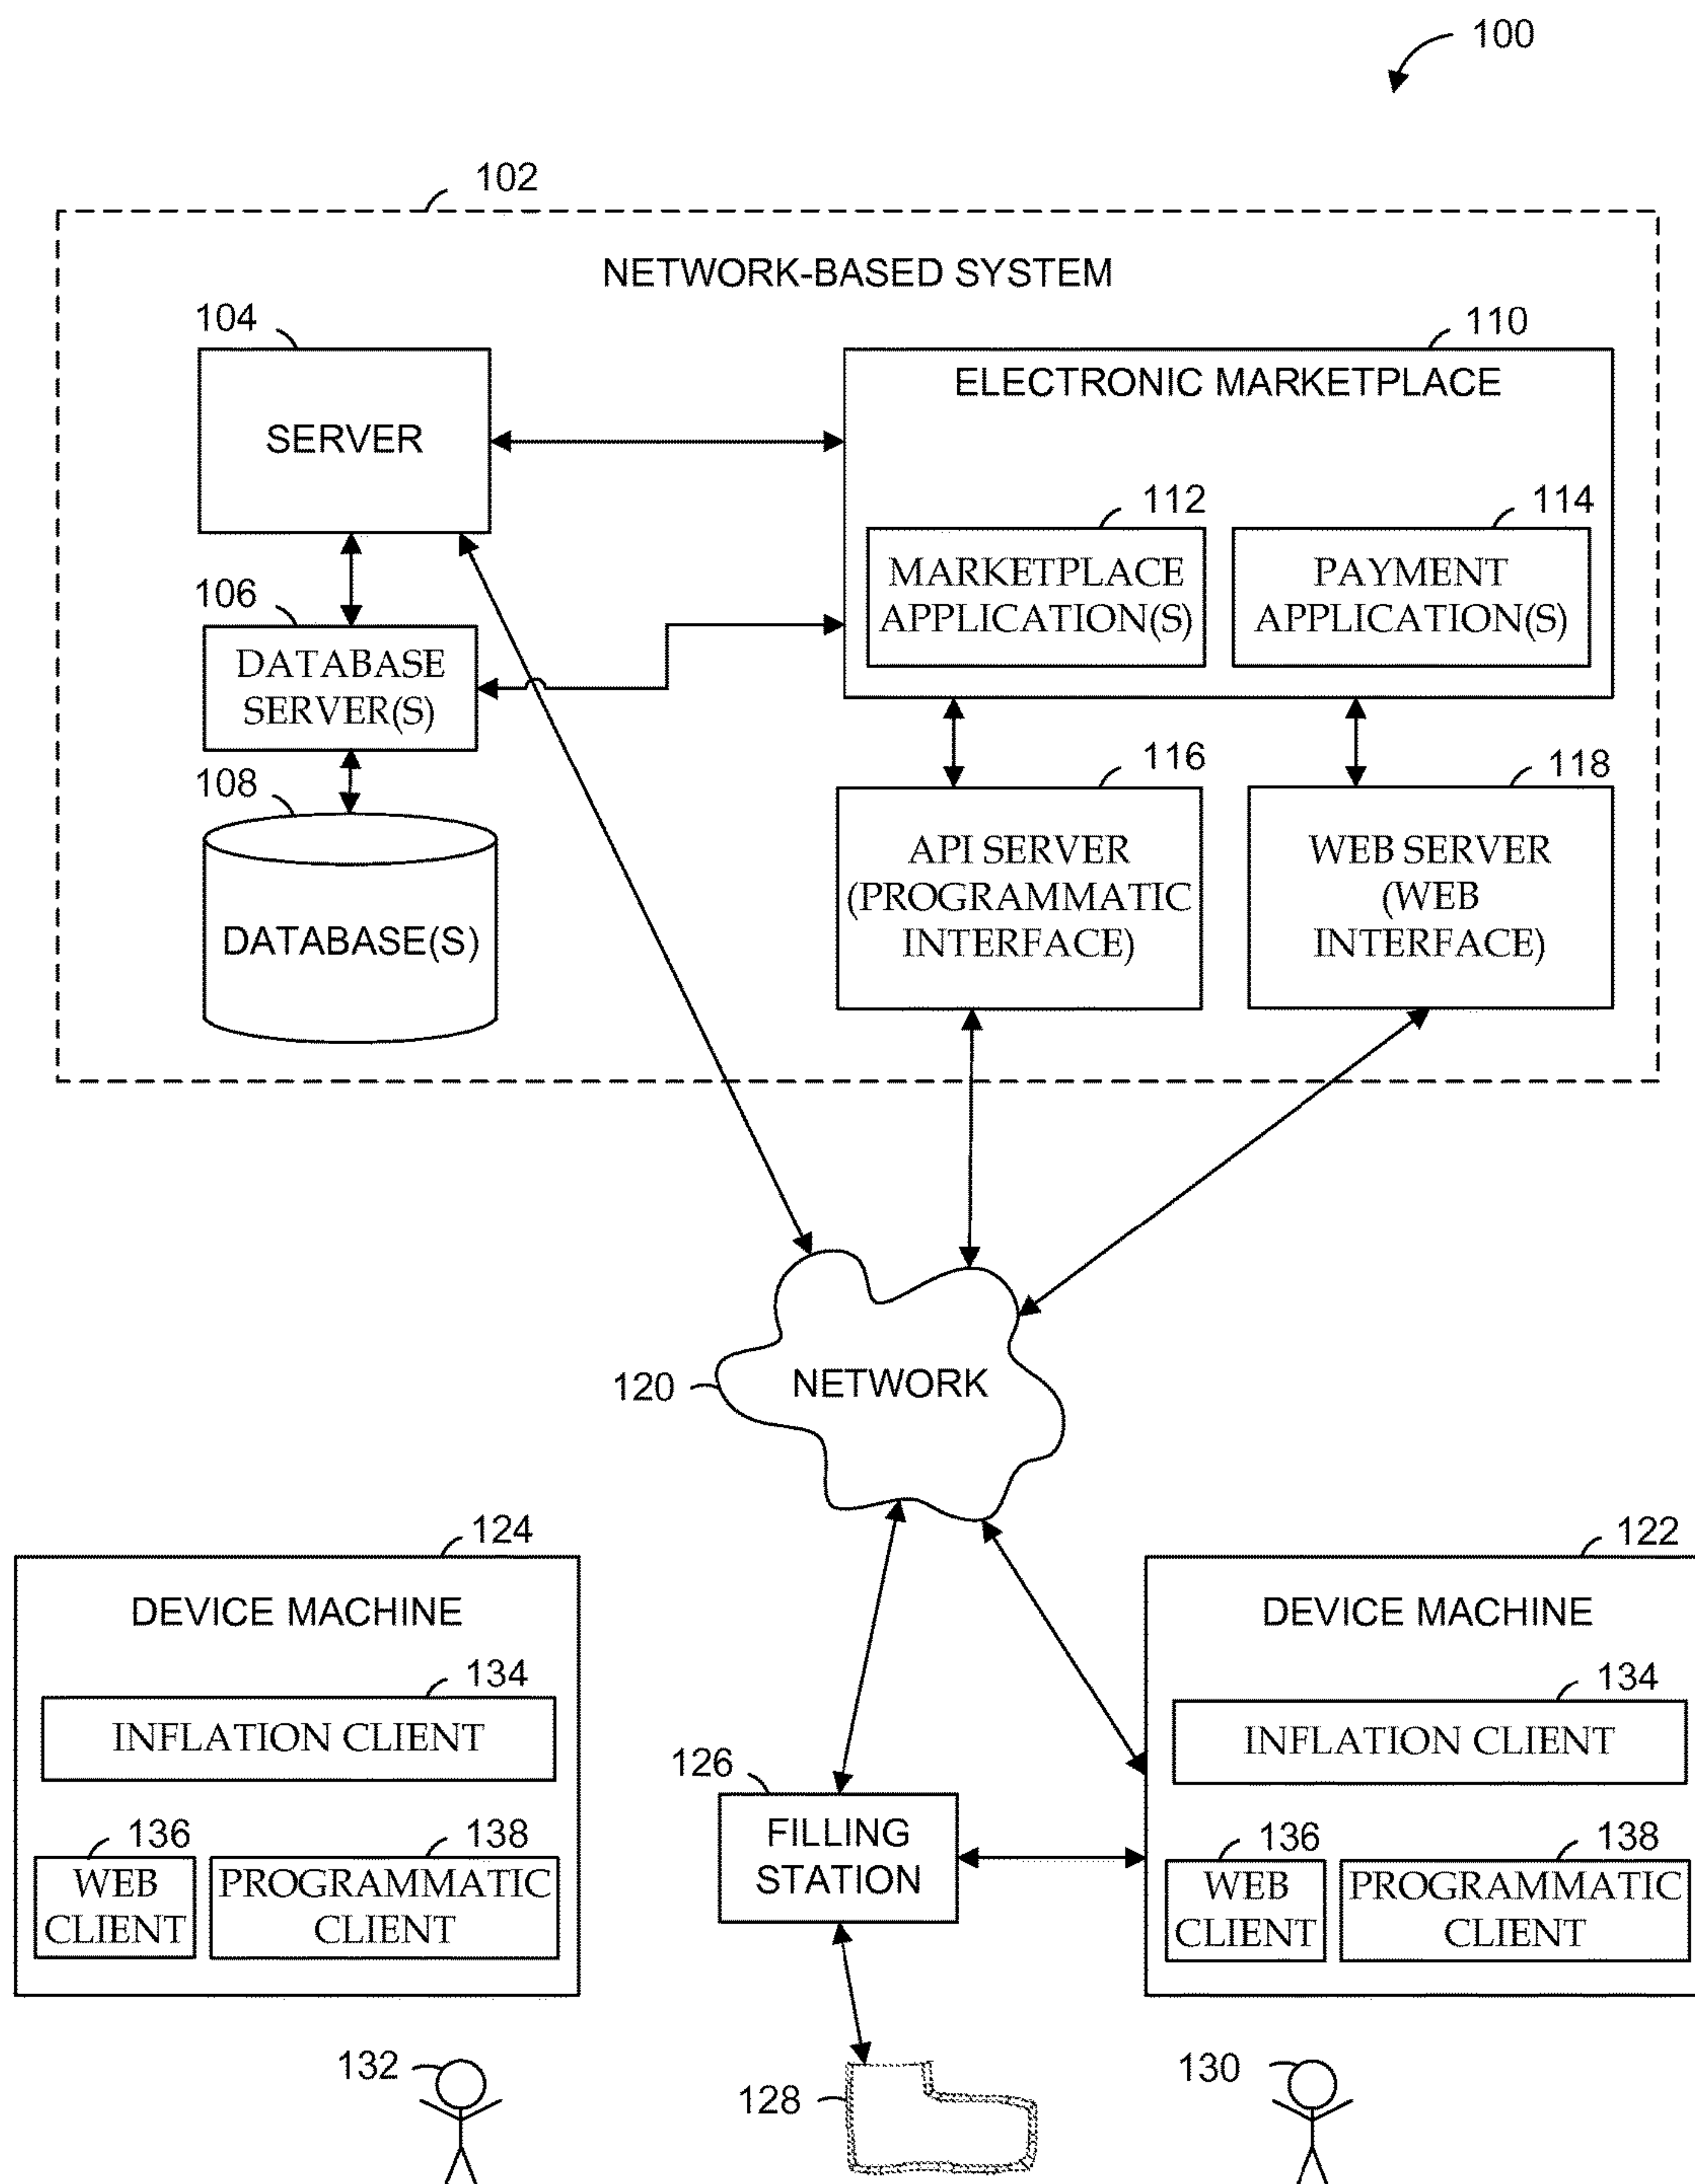 100
102
NETWORK-BASED SYSTEM
104
SERVER
110
ELECTRONIC MARKETPLACE
112
MARKETPLACE
APPLICATION(S)
114
PAYMENT
APPLICATION(S)
106
DATABASE
SERVER(S)
108
DATABASE(S)
116
API SERVER
(PROGRAMMATIC
INTERFACE)
118
WEB SERVER
(WEB
INTERFACE)
120
NETWORK
124
DEVICE MACHINE
134
INFLATION CLIENT
136
WEB
CLIENT
138
PROGRAMMATIC
CLIENT
126
FILLING
STATION
122
DEVICE MACHINE
134
INFLATION CLIENT
136
WEB
CLIENT
138
PROGRAMMATIC
CLIENT
132
128
130